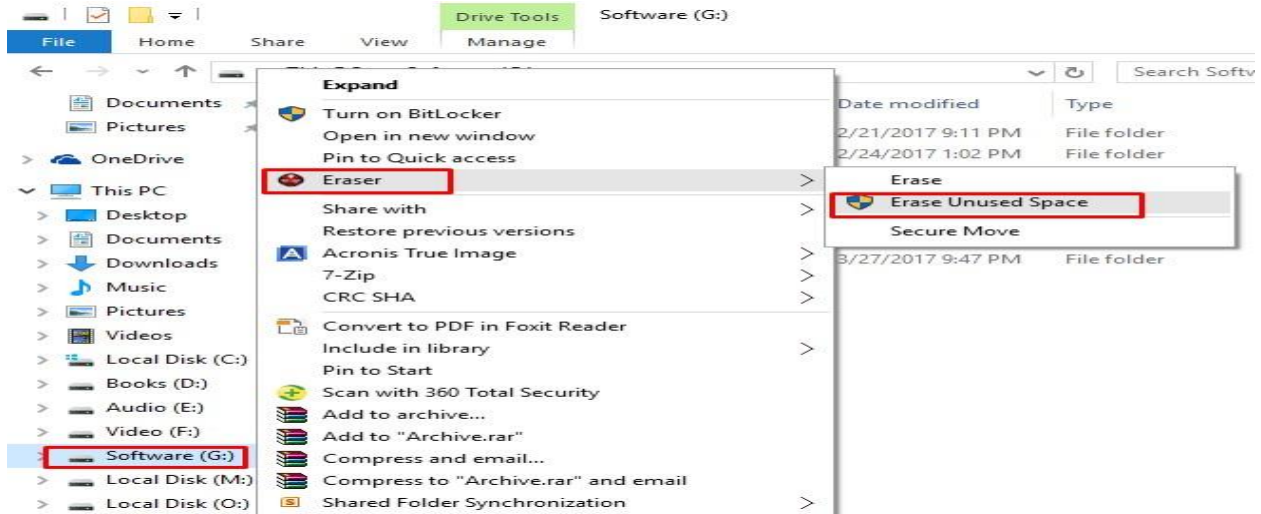 Drive Tools Software (G:)
File Home Share View Manage
Search Softw
Documents
Pictures
OneDrive
This PC
Desktop
Documents
Downloads
Music
Pictures
Videos
Local Disk (C:)
Books (D:)
Audio (E:)
Video (F:)
Software (G:)
Local Disk (M:)
Local Disk (O:)
Expand
Turn on BitLocker
Open in new window
Pin to Quick access
Eraser
Share with
Restore previous versions
Acronis True Image
7-Zip
CRC SHA
Convert to PDF in Foxit Reader
Include in library
Pin to Start
Scan with 360 Total Security
Add to archive...
Add to "Archive.rar"
Compress and email...
Compress to "Archive.rar" and email
Shared Folder Synchronization
Erase
Erase Unused Space
Secure Move
Date modified Type
2/21/2017 9:11 PM File folder
2/24/2017 1:02 PM File folder
3/27/2017 9:47 PM File folder